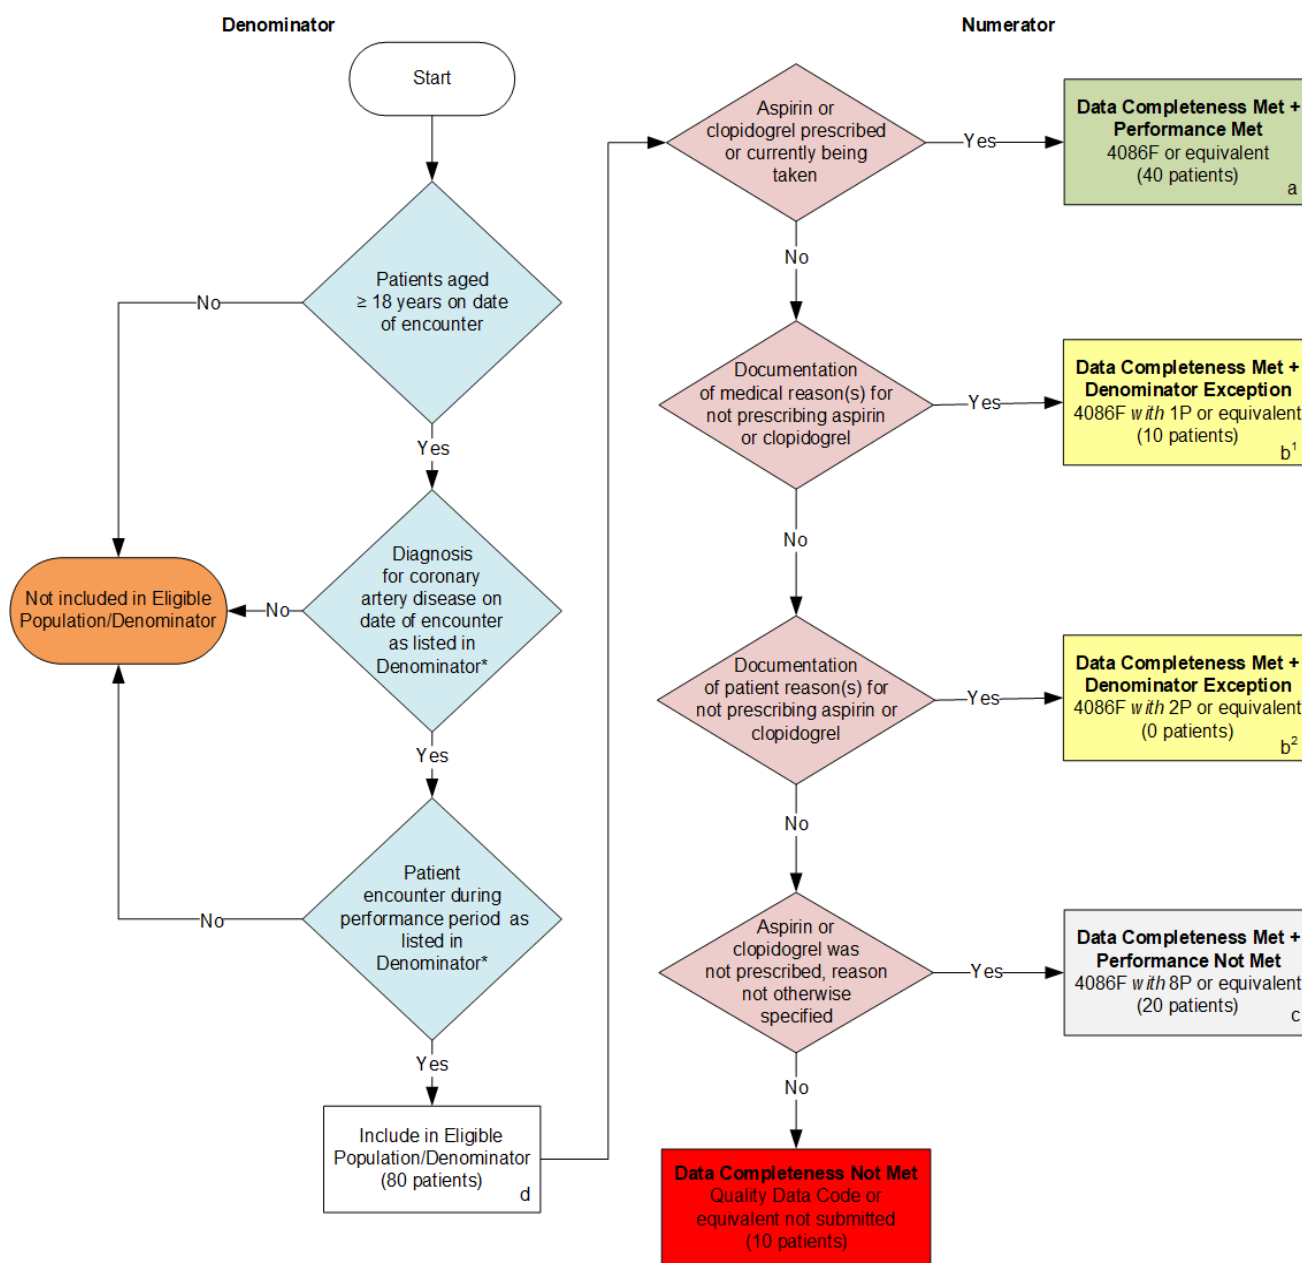 Denominator
Numerator
Start
Patients aged
≥ 18 years on date
of encounter
No
Yes
Diagnosis
for coronary
artery disease on
date of encounter
as listed in
Denominator*
No
Not included in Eligible
Population/Denominator
Yes
Patient
encounter during
performance period as
listed in
Denominator*
No
Yes
Include in Eligible
Population/Denominator
(80 patients)
d
Aspirin or
clopidogrel prescribed
or currently being
taken
Yes
Data Completeness Met +
Performance Met
4086F or equivalent
(40 patients)
a
No
Documentation
of medical reason(s) for
not prescribing aspirin
or clopidogrel
Yes
Data Completeness Met +
Denominator Exception
4086F with 1P or equivalent
(10 patients)
b¹
No
Documentation
of patient reason(s) for
not prescribing aspirin or
clopidogrel
Yes
Data Completeness Met +
Denominator Exception
4086F with 2P or equivalent
(0 patients)
b²
No
Aspirin or
clopidogrel was
not prescribed, reason
not otherwise
specified
Yes
Data Completeness Met +
Performance Not Met
4086F with 8P or equivalent
(20 patients)
c
No
Data Completeness Not Met
Quality Data Code or
equivalent not submitted
(10 patients)